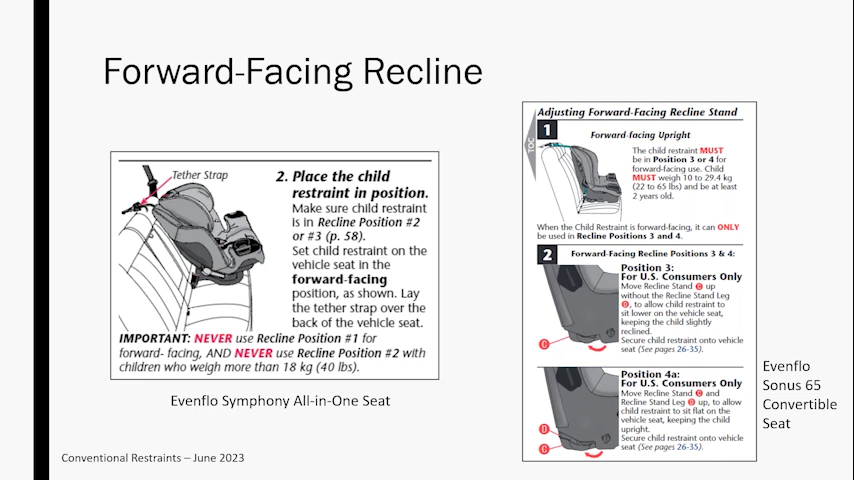 Forward-Facing Recline
Tether Strap
2. Place the child
restraint in position.
Make sure child restraint
is in Recline Position #2
or #3 (p. 58).
Set child restraint on the
vehicle seat in the
forward-facing
position, as shown. Lay
the tether strap over the
back of the vehicle seat.
IMPORTANT: NEVER use Recline Position #1 for
forward- facing, AND NEVER use Recline Position #2 with
children who weigh more than 18 kg (40 lbs).
Evenflo Symphony All-in-One Seat
Adjusting Forward-Facing Recline Stand
TOC
1
Forward-facing Upright
The child restraint MUST
be in Position 3 or 4 for
forward-facing use. Child
MUST weigh 10 to 29.4 kg
(22 to 65 lbs) and be at least
2 years old.
When the Child Restraint is forward-facing, it can ONLY
be used in Recline Positions 3 and 4.
2
Forward-Facing Recline Positions 3 & 4:
Position 3:
For U.S. Consumers Only
Move Recline Stand C up
without the Recline Stand Leg
D, to allow child restraint to
sit lower on the vehicle seat,
keeping the child slightly
reclined.
Secure child restraint onto vehicle
seat (See pages 26-35).
C
Position 4a:
For U.S. Consumers Only
Move Recline Stand C and
Recline Stand Leg D up, to allow
child restraint to sit flat on the
vehicle seat, keeping the child
upright.
Secure child restraint onto vehicle
seat (See pages 26-35).
D
C
Evenflo
Sonus 65
Convertible
Seat
Conventional Restraints – June 2023